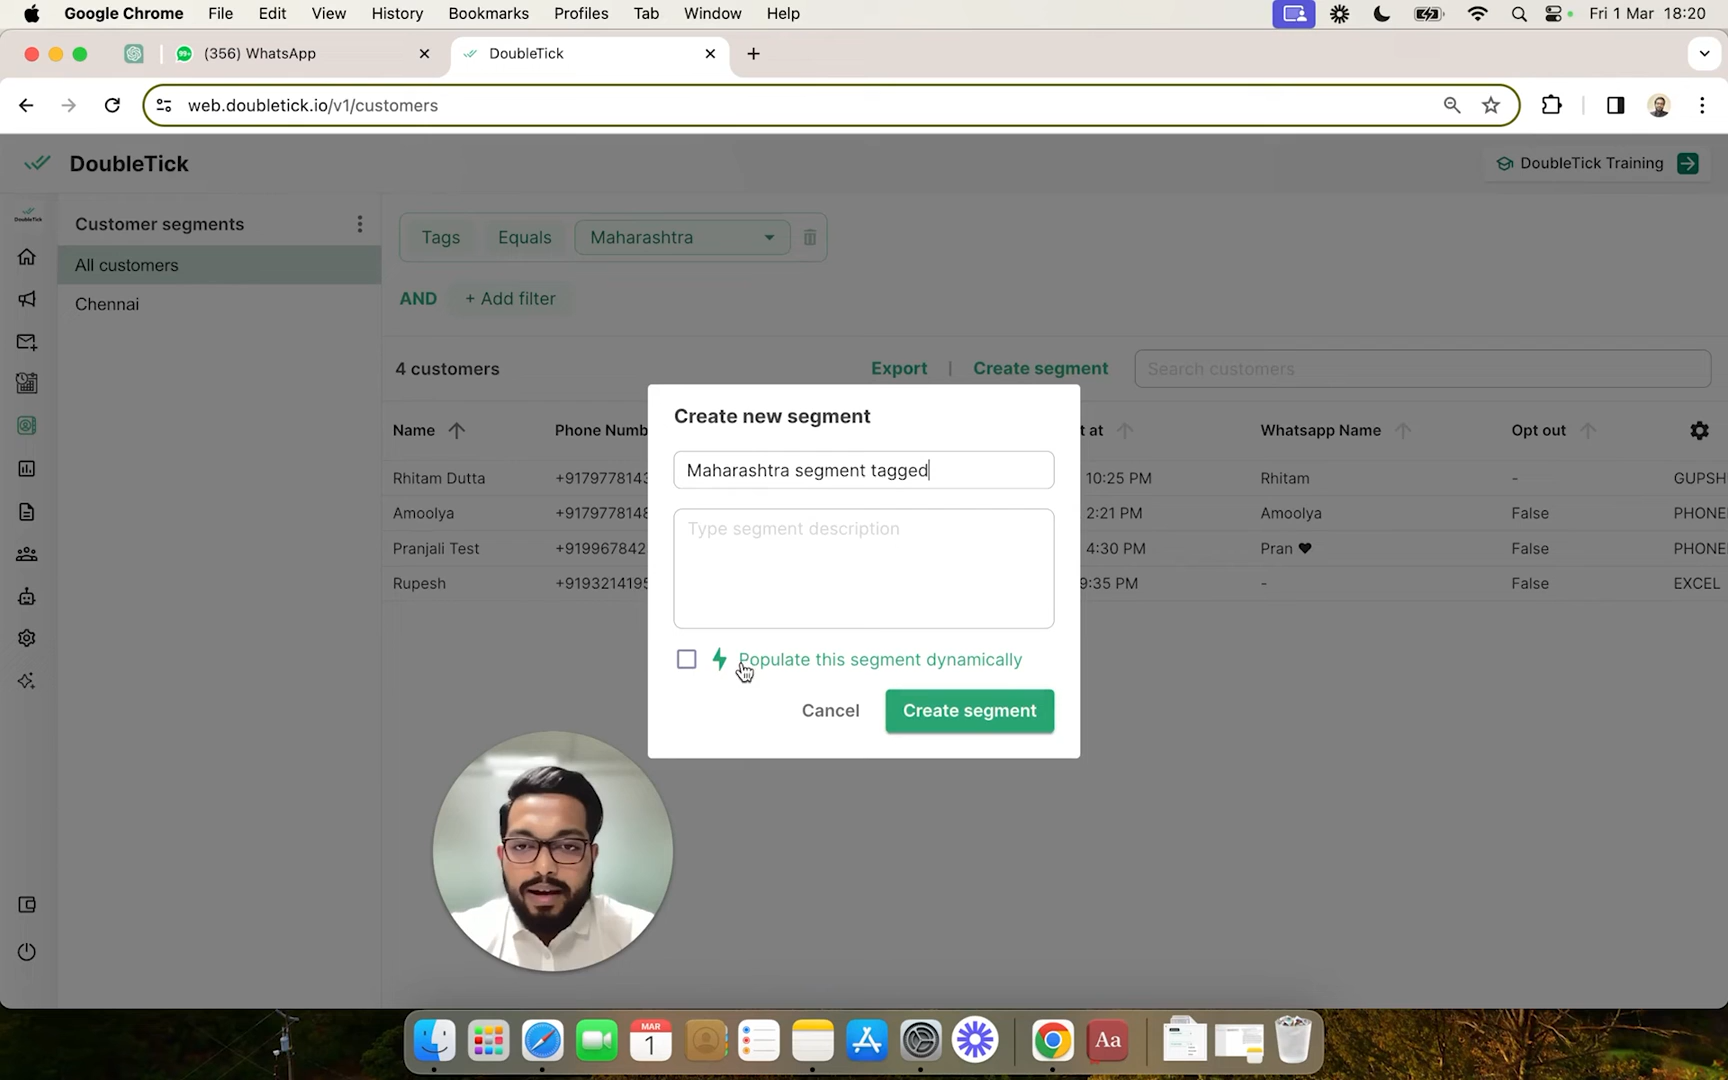 Google Chrome File Edit View History Bookmarks Profiles Tab Window Help Fri 1 Mar 18:20
99+ (356) WhatsApp DoubleTick
web.doubletick.io/v1/customers
DoubleTick DoubleTick Training
DoubleTick
Customer segments
All customers
Chennai
Tags Equals Maharashtra
AND + Add filter
4 customers Export | Create segment Search customers
Name Phone Numb t at Whatsapp Name Opt out
Rhitam Dutta +9179778143 10:25 PM Rhitam - GUPSH
Amoolya +917977814 2:21 PM Amoolya False PHONE
Pranjali Test +919967842 4:30 PM Pran ♥ False PHONE
Rupesh +919321419 9:35 PM - False EXCEL
Create new segment
Maharashtra segment tagged
Type segment description
Populate this segment dynamically
Cancel Create segment
MAR
1
Aa